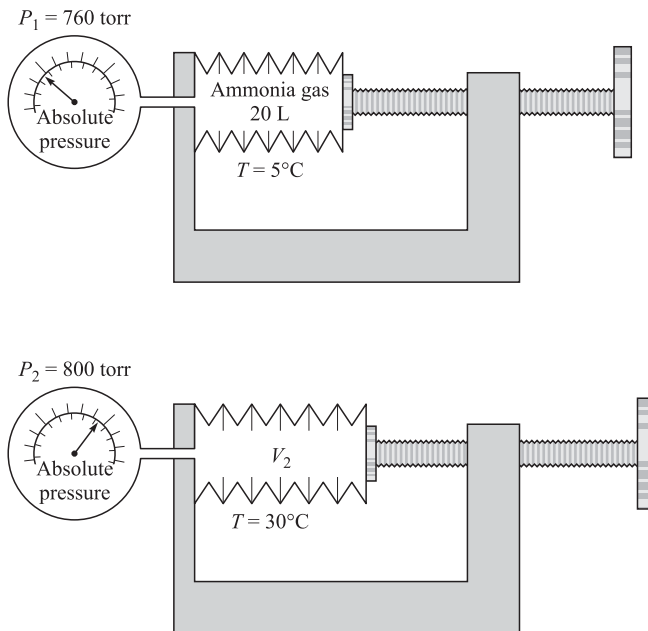 P₁ = 760 torr
Absolute
pressure
Ammonia gas
20 L
T = 5°C
P₂ = 800 torr
Absolute
pressure
V₂
T = 30°C